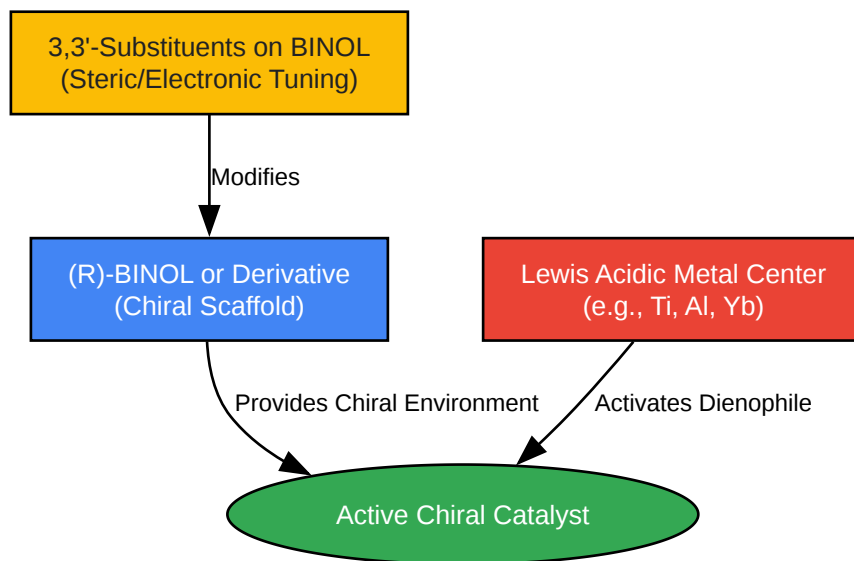 3,3'-Substituents on BINOL
(Steric/Electronic Tuning)
Modifies
(R)-BINOL or Derivative
(Chiral Scaffold)
Lewis Acidic Metal Center
(e.g., Ti, Al, Yb)
Provides Chiral Environment
Activates Dienophile
Active Chiral Catalyst